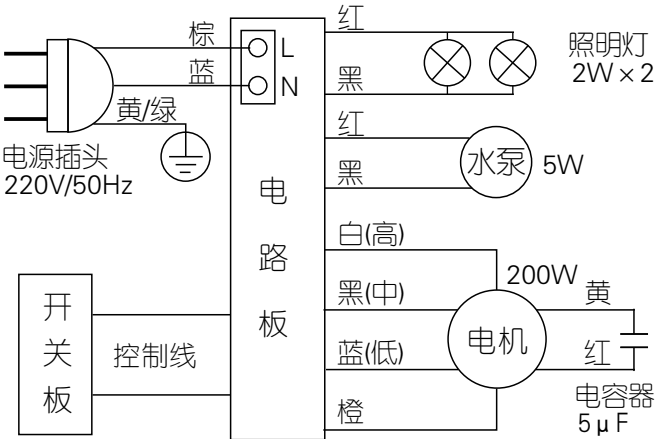 棕
L
蓝
N
黄/绿
电源插头
220V/50Hz
红
黑
照明灯
2W×2
红
黑
水泵
5W
电路板
白(高)
黑(中)
蓝(低)
橙
200W
电机
黄
红
电容器
5μF
开关板
控制线